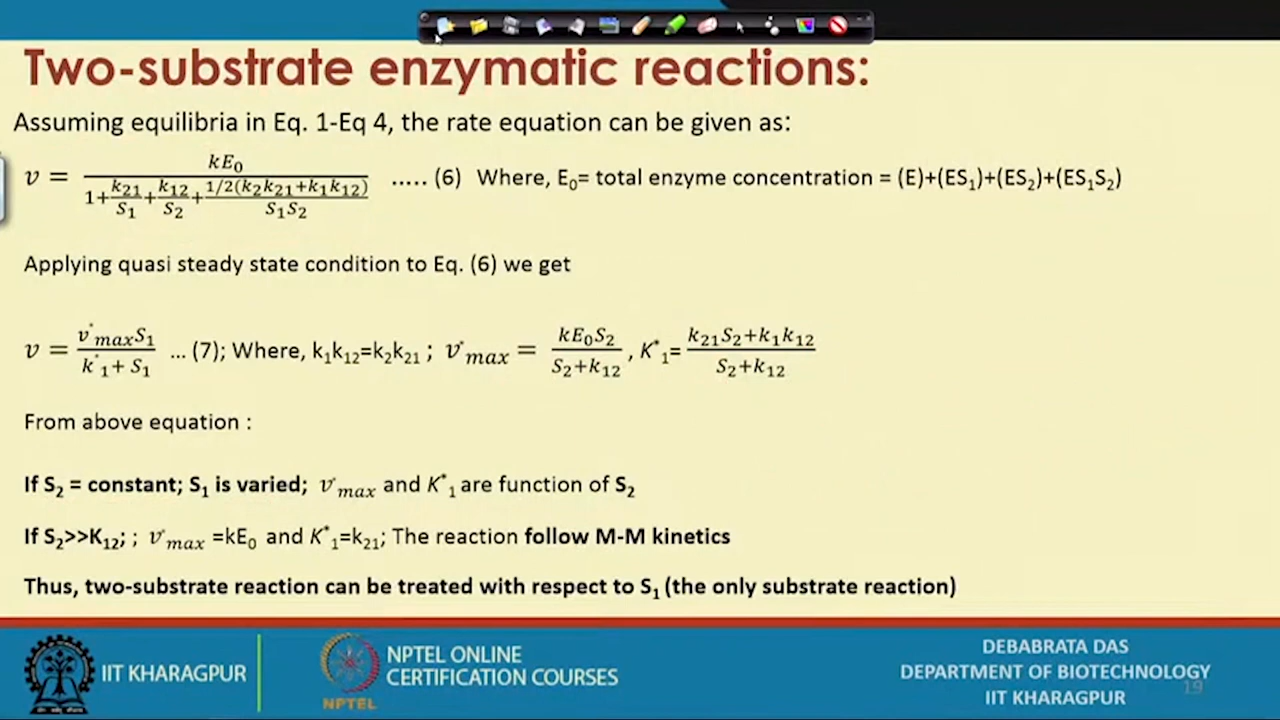 Two-substrate enzymatic reactions:
Assuming equilibria in Eq. 1-Eq 4, the rate equation can be given as:
v = kE₀ / (1 + k₂₁/S₁ + k₁₂/S₂ + 1/2(k₂k₂₁+k₁k₁₂)/S₁S₂) ..... (6) Where, E₀= total enzyme concentration = (E)+(ES₁)+(ES₂)+(ES₁S₂)
Applying quasi steady state condition to Eq. (6) we get
v = v*max S₁ / (k*₁+ S₁) ... (7); Where, k₁k₁₂=k₂k₂₁ ; v*max = kE₀S₂ / (S₂+k₁₂) , K*₁= (k₂₁S₂+k₁k₁₂) / (S₂+k₁₂)
From above equation :
If S₂ = constant; S₁ is varied; v*max and K*₁ are function of S₂
If S₂>>K₁₂; ; v*max =kE₀ and K*₁=k₂₁; The reaction follow M-M kinetics
Thus, two-substrate reaction can be treated with respect to S₁ (the only substrate reaction)
IIT KHARAGPUR
NPTEL
NPTEL ONLINE
CERTIFICATION COURSES
DEBABRATA DAS
DEPARTMENT OF BIOTECHNOLOGY
IIT KHARAGPUR
19